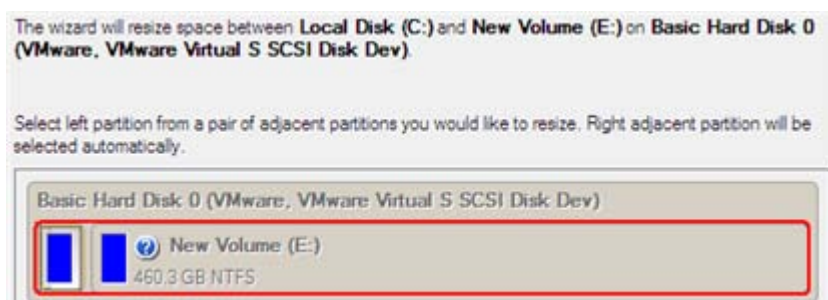 The wizard will resize space between Local Disk (C:) and New Volume (E:) on Basic Hard Disk 0
(VMware, VMware Virtual S SCSI Disk Dev).
Select left partition from a pair of adjacent partitions you would like to resize. Right adjacent partition will be
selected automatically.
Basic Hard Disk 0 (VMware, VMware Virtual S SCSI Disk Dev)
New Volume (E:)
460.3 GB NTFS